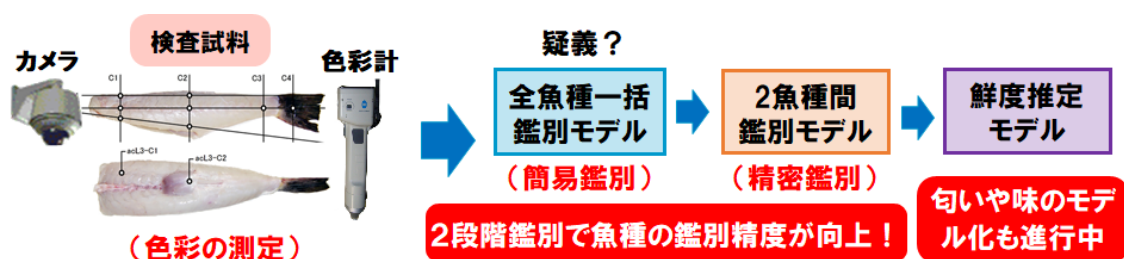 検査試料
カメラ
色彩計
C1
C2
C3
C4
acL3-C1
acL3-C2
(色彩の測定)
疑義？
全魚種一括
鑑別モデル
(簡易鑑別)
2魚種間
鑑別モデル
(精密鑑別)
鮮度推定
モデル
２段階鑑別で魚種の鑑別精度が向上！
匂いや味のモデ
ル化も進行中